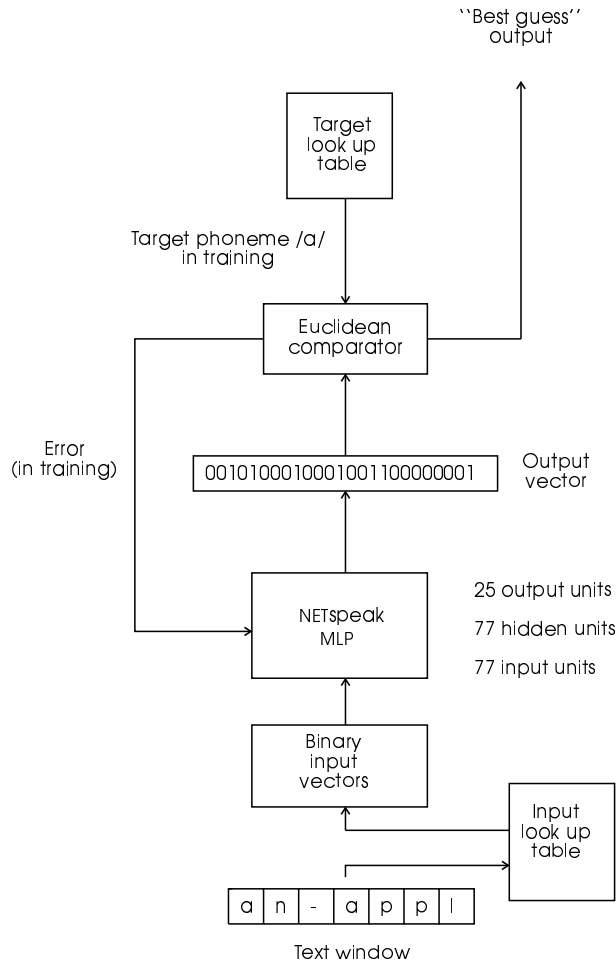 ‘‘Best guess’’
output
Target
look up
table
Target phoneme /a/
in training
Euclidean
comparator
Error
(in training)
0010100010001001100000001
Output
vector
NETspeak
MLP
25 output units
77 hidden units
77 input units
Binary
input
vectors
Input
look up
table
a n - a p p l
Text window